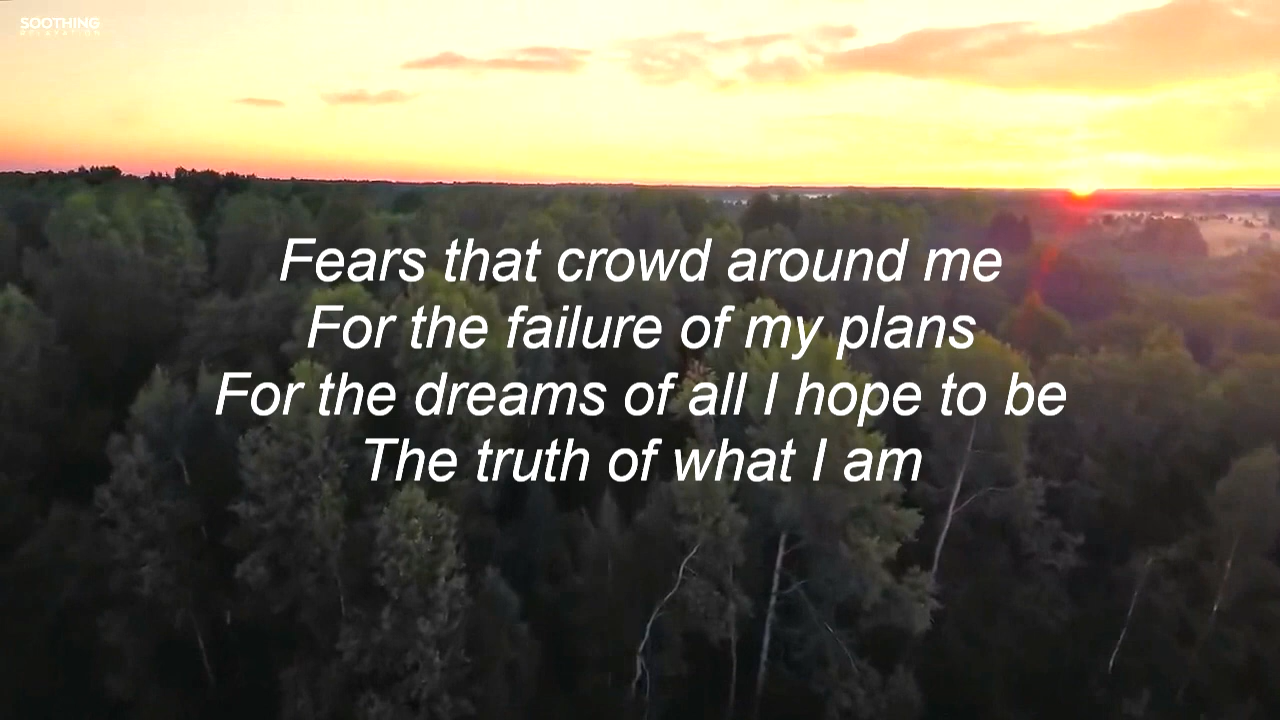 SOOTHING
RELAXATION
Fears that crowd around me
For the failure of my plans
For the dreams of all I hope to be
The truth of what I am